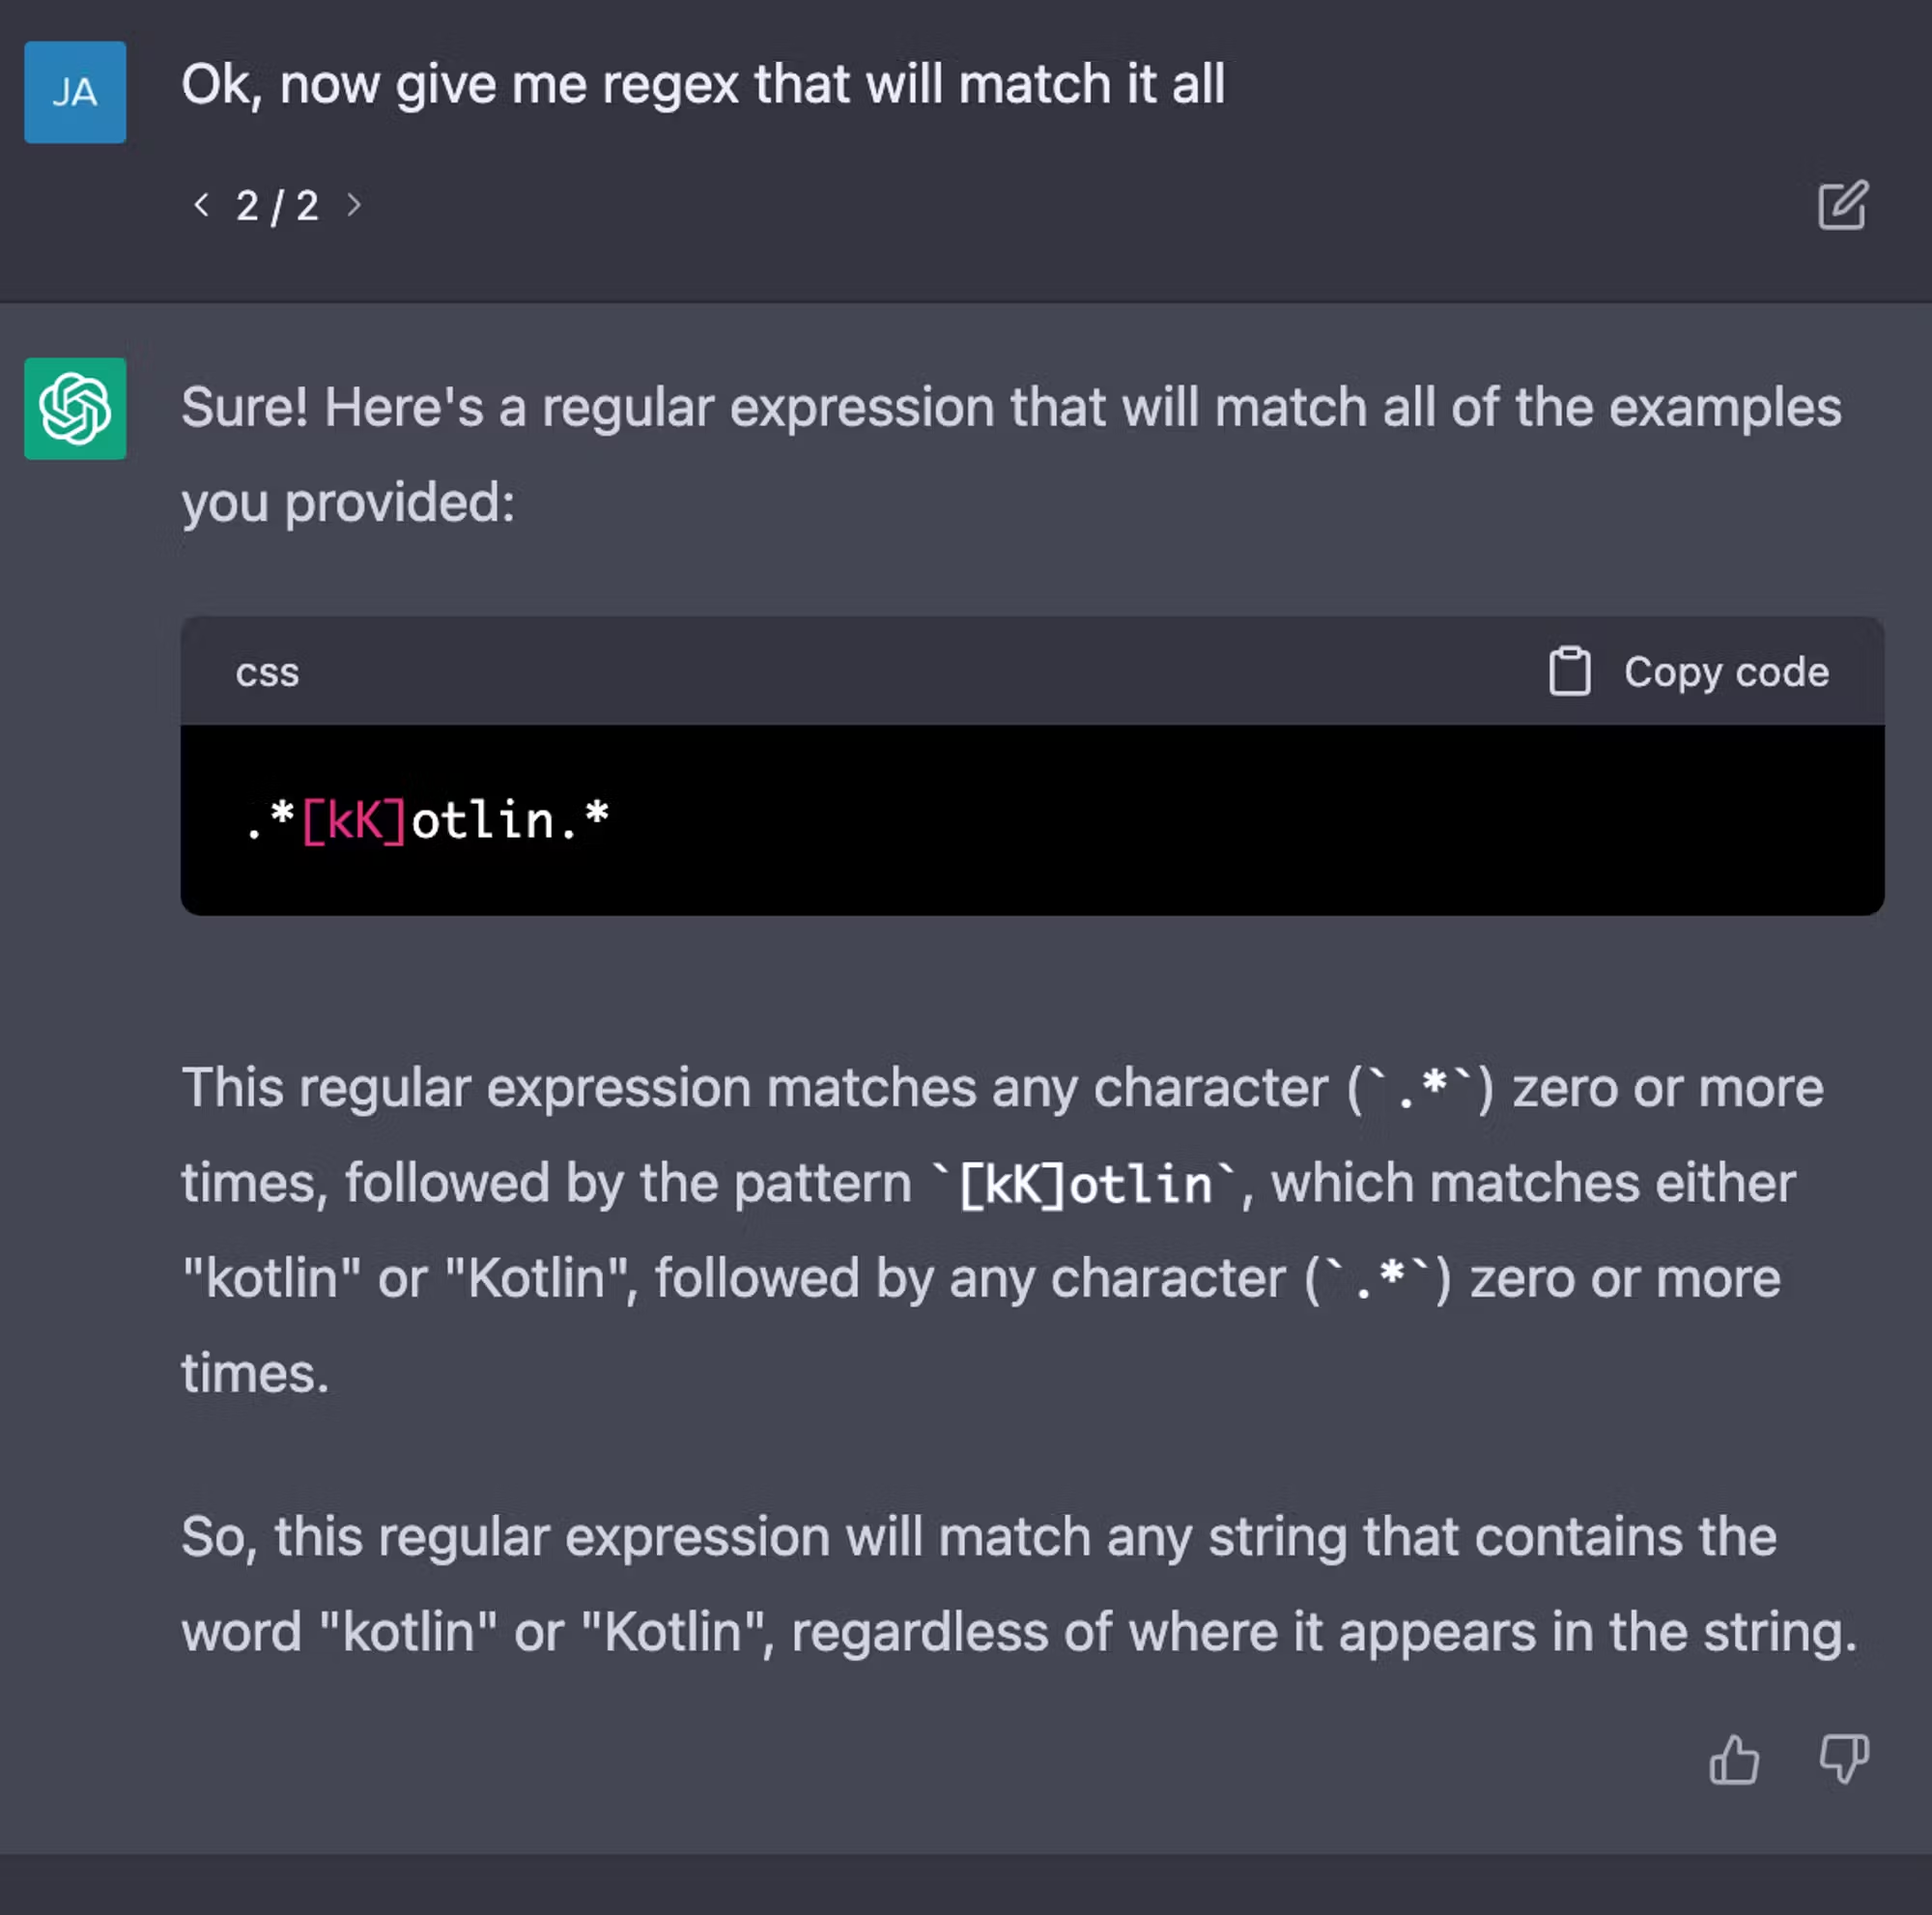 JA
Ok, now give me regex that will match it all
< 2 / 2 >
Sure! Here's a regular expression that will match all of the examples
you provided:
css
Copy code
.*[kK]otlin.*
This regular expression matches any character (`.*`) zero or more
times, followed by the pattern `[kK]otlin`, which matches either
"kotlin" or "Kotlin", followed by any character (`.*`) zero or more
times.
So, this regular expression will match any string that contains the
word "kotlin" or "Kotlin", regardless of where it appears in the string.